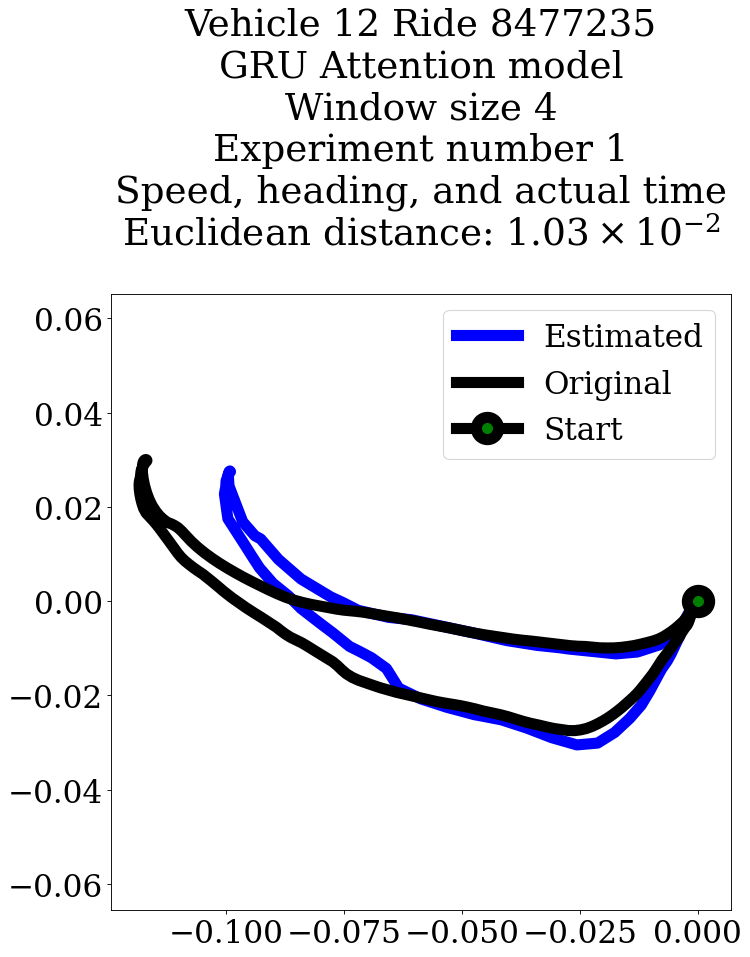 Vehicle 12 Ride 8477235
GRU Attention model
Window size 4
Experiment number 1
Speed, heading, and actual time
Euclidean distance: 1.03 × 10⁻²
Estimated
Original
Start
0.06
0.04
0.02
0.00
−0.02
−0.04
−0.06
−0.100 −0.075 −0.050 −0.025 0.000